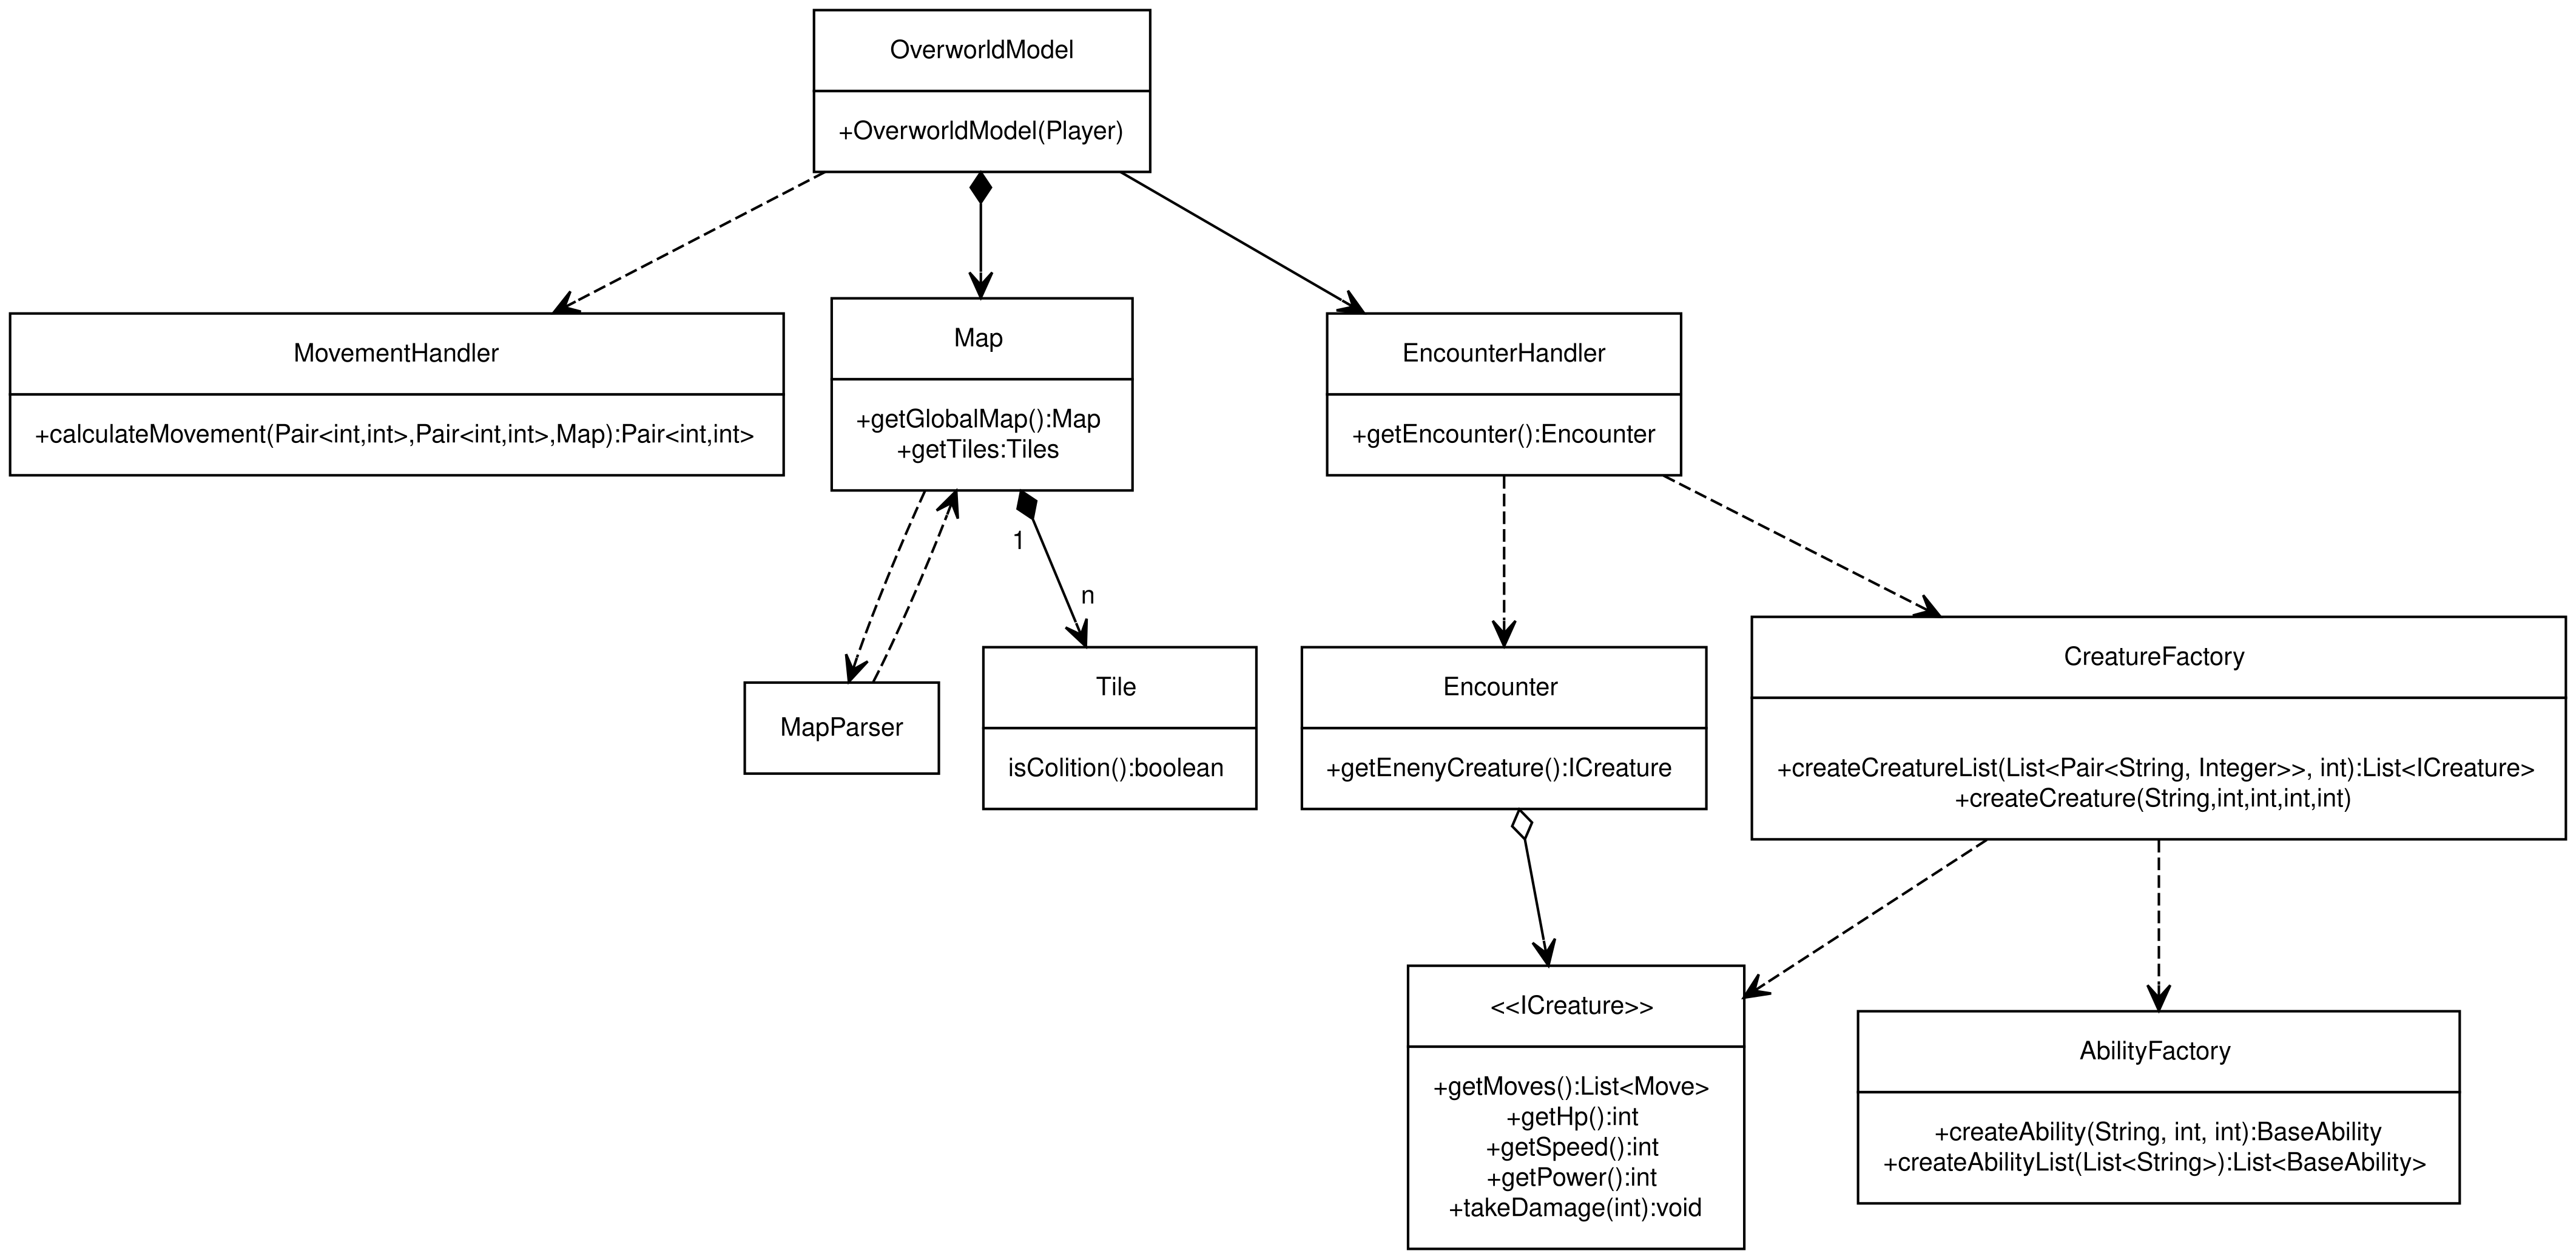 OverworldModel
+OverworldModel(Player)
MovementHandler
+calculateMovement(Pair<int,int>,Pair<int,int>,Map):Pair<int,int>
Map
+getGlobalMap():Map
+getTiles:Tiles
EncounterHandler
+getEncounter():Encounter
1
n
MapParser
Tile
isColition():boolean
Encounter
+getEnenyCreature():ICreature
CreatureFactory
+createCreatureList(List<Pair<String, Integer>>, int):List<ICreature>
+createCreature(String,int,int,int,int)
<<ICreature>>
+getMoves():List<Move>
+getHp():int
+getSpeed():int
+getPower():int
+takeDamage(int):void
AbilityFactory
+createAbility(String, int, int):BaseAbility
+createAbilityList(List<String>):List<BaseAbility>